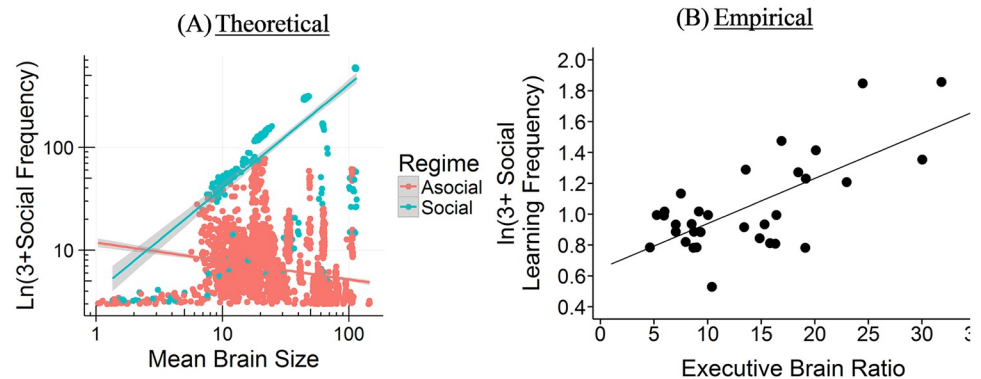 (A) Theoretical
Ln(3+Social Frequency)
100
10
1
10
100
Mean Brain Size
Regime
Asocial
Social
(B) Empirical
ln(3+ Social
Learning Frequency)
2.0
1.8
1.6
1.4
1.2
1.0
0.8
0.6
0.4
0
5
10
15
20
25
30
3
Executive Brain Ratio